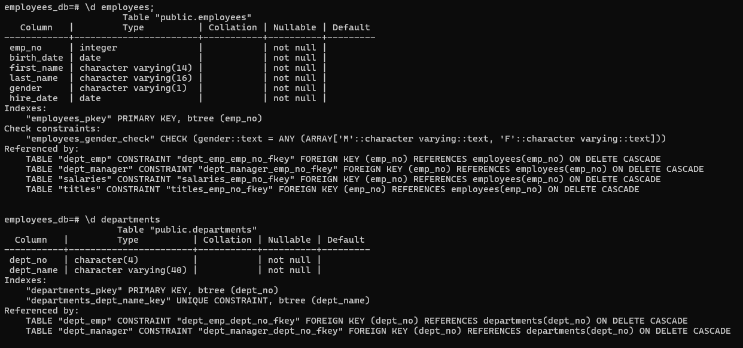 employees_db=# \d employees;
                     Table "public.employees"
   Column   |         Type          | Collation | Nullable | Default
------------+-----------------------+-----------+----------+---------
 emp_no     | integer               |           | not null |
 birth_date | date                  |           | not null |
 first_name | character varying(14) |           | not null |
 last_name  | character varying(16) |           | not null |
 gender     | character varying(1)  |           | not null |
 hire_date  | date                  |           | not null |
Indexes:
    "employees_pkey" PRIMARY KEY, btree (emp_no)
Check constraints:
    "employees_gender_check" CHECK (gender::text = ANY (ARRAY['M'::character varying::text, 'F'::character varying::text]))
Referenced by:
    TABLE "dept_emp" CONSTRAINT "dept_emp_emp_no_fkey" FOREIGN KEY (emp_no) REFERENCES employees(emp_no) ON DELETE CASCADE
    TABLE "dept_manager" CONSTRAINT "dept_manager_emp_no_fkey" FOREIGN KEY (emp_no) REFERENCES employees(emp_no) ON DELETE CASCADE
    TABLE "salaries" CONSTRAINT "salaries_emp_no_fkey" FOREIGN KEY (emp_no) REFERENCES employees(emp_no) ON DELETE CASCADE
    TABLE "titles" CONSTRAINT "titles_emp_no_fkey" FOREIGN KEY (emp_no) REFERENCES employees(emp_no) ON DELETE CASCADE
employees_db=# \d departments
                    Table "public.departments"
  Column   |         Type          | Collation | Nullable | Default
-----------+-----------------------+-----------+----------+---------
 dept_no   | character(4)          |           | not null |
 dept_name | character varying(40) |           | not null |
Indexes:
    "departments_pkey" PRIMARY KEY, btree (dept_no)
    "departments_dept_name_key" UNIQUE CONSTRAINT, btree (dept_name)
Referenced by:
    TABLE "dept_emp" CONSTRAINT "dept_emp_dept_no_fkey" FOREIGN KEY (dept_no) REFERENCES departments(dept_no) ON DELETE CASCADE
    TABLE "dept_manager" CONSTRAINT "dept_manager_dept_no_fkey" FOREIGN KEY (dept_no) REFERENCES departments(dept_no) ON DELETE CASCADE